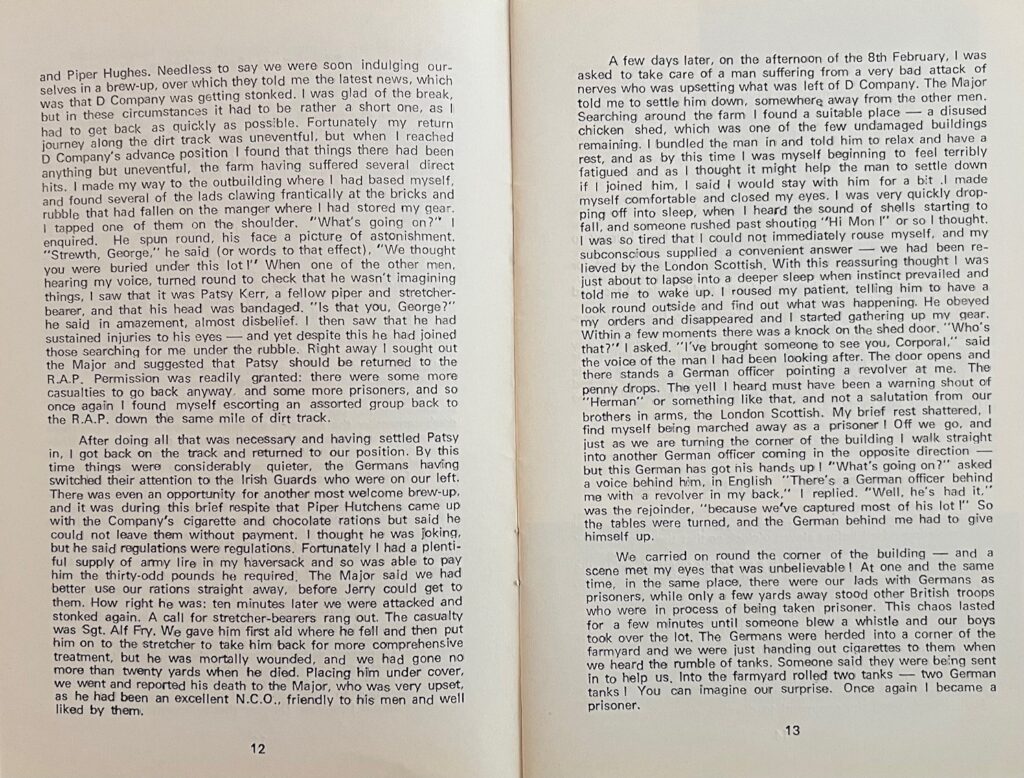 and Piper Hughes. Needless to say we were soon indulging our-
selves in a brew-up, over which they told me the latest news, which
was that D Company was getting stonked. I was glad of the break,
but in these circumstances it had to be rather a short one, as I
had to get back as quickly as possible. Fortunately my return
journey along the dirt track was uneventful, but when I reached
D Company's advance position I found that things there had been
anything but uneventful, the farm having suffered several direct
hits. I made my way to the outbuilding where I had based myself,
and found several of the lads clawing frantically at the bricks and
rubble that had fallen on the manger where I had stored my gear.
I tapped one of them on the shoulder. "What's going on?" I
enquired. He spun round, his face a picture of astonishment.
"Strewth, George," he said (or words to that effect), "We thought
you were buried under this lot!" When one of the other men,
hearing my voice, turned round to check that he wasn't imagining
things, I saw that it was Patsy Kerr, a fellow piper and stretcher-
bearer, and that his head was bandaged. "Is that you, George?"
he said in amazement, almost disbelief. I then saw that he had
sustained injuries to his eyes — and yet despite this he had joined
those searching for me under the rubble. Right away I sought out
the Major and suggested that Patsy should be returned to the
R.A.P. Permission was readily granted: there were some more
casualties to go back anyway, and some more prisoners, and so
once again I found myself escorting an assorted group back to
the R.A.P. down the same mile of dirt track.
After doing all that was necessary and having settled Patsy
in, I got back on the track and returned to our position. By this
time things were considerably quieter, the Germans having
switched their attention to the Irish Guards who were on our left.
There was even an opportunity for another most welcome brew-up,
and it was during this brief respite that Piper Hutchens came up
with the Company's cigarette and chocolate rations but said he
could not leave them without payment. I thought he was joking,
but he said regulations were regulations. Fortunately I had a plenti-
ful supply of army lire in my haversack and so was able to pay
him the thirty-odd pounds he required. The Major said we had
better use our rations straight away, before Jerry could get to
them. How right he was: ten minutes later we were attacked and
stonked again. A call for stretcher-bearers rang out. The casualty
was Sgt. Alf Fry. We gave him first aid where he fell and then put
him on to the stretcher to take him back for more comprehensive
treatment, but he was mortally wounded, and we had gone no
more than twenty yards when he died. Placing him under cover,
we went and reported his death to the Major, who was very upset,
as he had been an excellent N.C.O., friendly to his men and well
liked by them.
12
A few days later, on the afternoon of the 8th February, I was
asked to take care of a man suffering from a very bad attack of
nerves who was upsetting what was left of D Company. The Major
told me to settle him down, somewhere away from the other men.
Searching around the farm I found a suitable place — a disused
chicken shed, which was one of the few undamaged buildings
remaining. I bundled the man in and told him to relax and have a
rest, and as by this time I was myself beginning to feel terribly
fatigued and as I thought it might help the man to settle down
if I joined him, I said I would stay with him for a bit .I made
myself comfortable and closed my eyes. I was very quickly drop-
ping off into sleep, when I heard the sound of shells starting to
fall, and someone rushed past shouting "Hi Mon!" or so I thought.
I was so tired that I could not immediately rouse myself, and my
subconscious supplied a convenient answer — we had been re-
lieved by the London Scottish. With this reassuring thought I was
just about to lapse into a deeper sleep when instinct prevailed and
told me to wake up. I roused my patient, telling him to have a
look round outside and find out what was happening. He obeyed
my orders and disappeared and I started gathering up my gear.
Within a few moments there was a knock on the shed door. "Who's
that?" I asked. "I've brought someone to see you, Corporal," said
the voice of the man I had been looking after. The door opens and
there stands a German officer pointing a revolver at me. The
penny drops. The yell I heard must have been a warning shout of
"Herman" or something like that, and not a salutation from our
brothers in arms, the London Scottish. My brief rest shattered, I
find myself being marched away as a prisoner! Off we go, and
just as we are turning the corner of the building I walk straight
into another German officer coming in the opposite direction —
but this German has got his hands up! "What's going on?" asked
a voice behind him, in English "There's a German officer behind
me with a revolver in my back," I replied. "Well, he's had it,"
was the rejoinder, "because we've captured most of his lot!" So
the tables were turned, and the German behind me had to give
himself up.
We carried on round the corner of the building — and a
scene met my eyes that was unbelievable! At one and the same
time, in the same place, there were our lads with Germans as
prisoners, while only a few yards away stood other British troops
who were in process of being taken prisoner. This chaos lasted
for a few minutes until someone blew a whistle and our boys
took over the lot. The Germans were herded into a corner of the
farmyard and we were just handing out cigarettes to them when
we heard the rumble of tanks. Someone said they were being sent
in to help us. Into the farmyard rolled two tanks — two German
tanks! You can imagine our surprise. Once again I became a
prisoner.
13